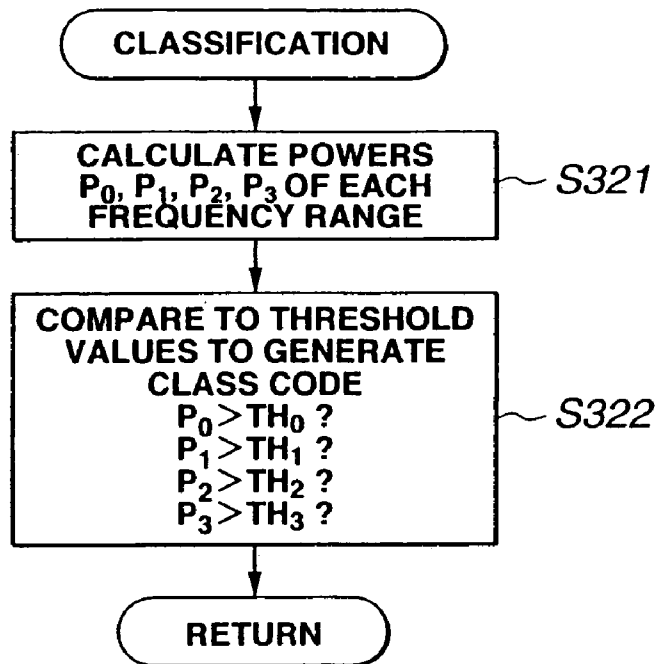 CLASSIFICATION
CALCULATE POWERS
P₀, P₁, P₂, P₃ OF EACH
FREQUENCY RANGE
S321
COMPARE TO THRESHOLD
VALUES TO GENERATE
CLASS CODE
P₀ > TH₀ ?
P₁ > TH₁ ?
P₂ > TH₂ ?
P₃ > TH₃ ?
S322
RETURN